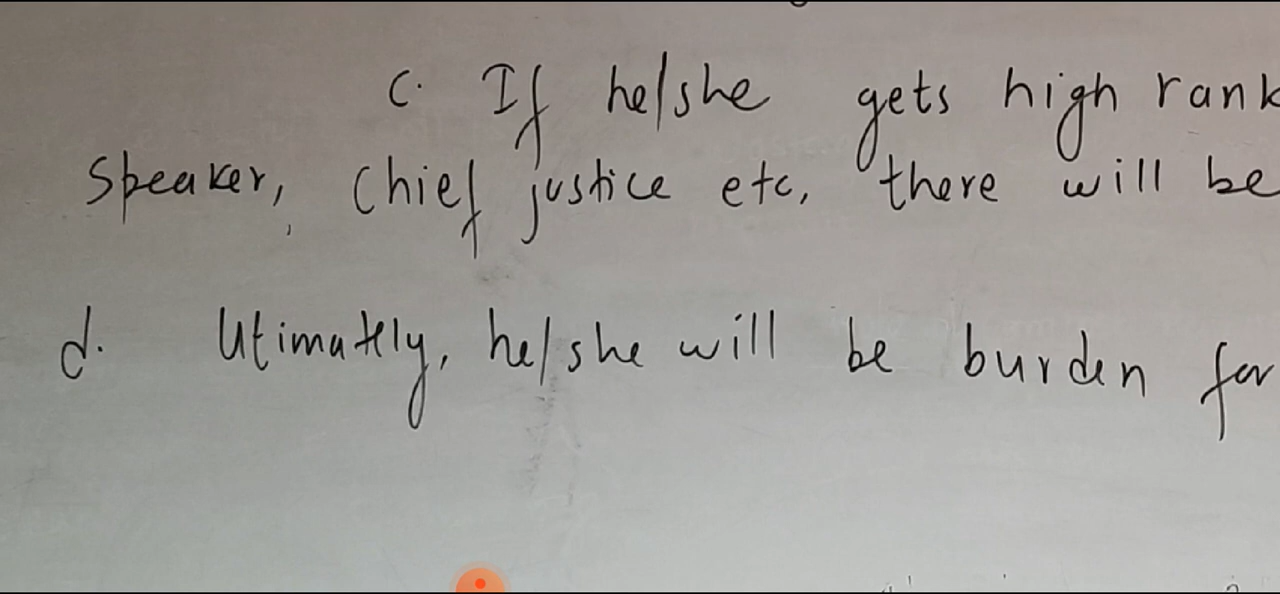 c. If he/she gets high rank
Speaker, Chief justice etc, there will be
d. Utimately, he/she will be burden for